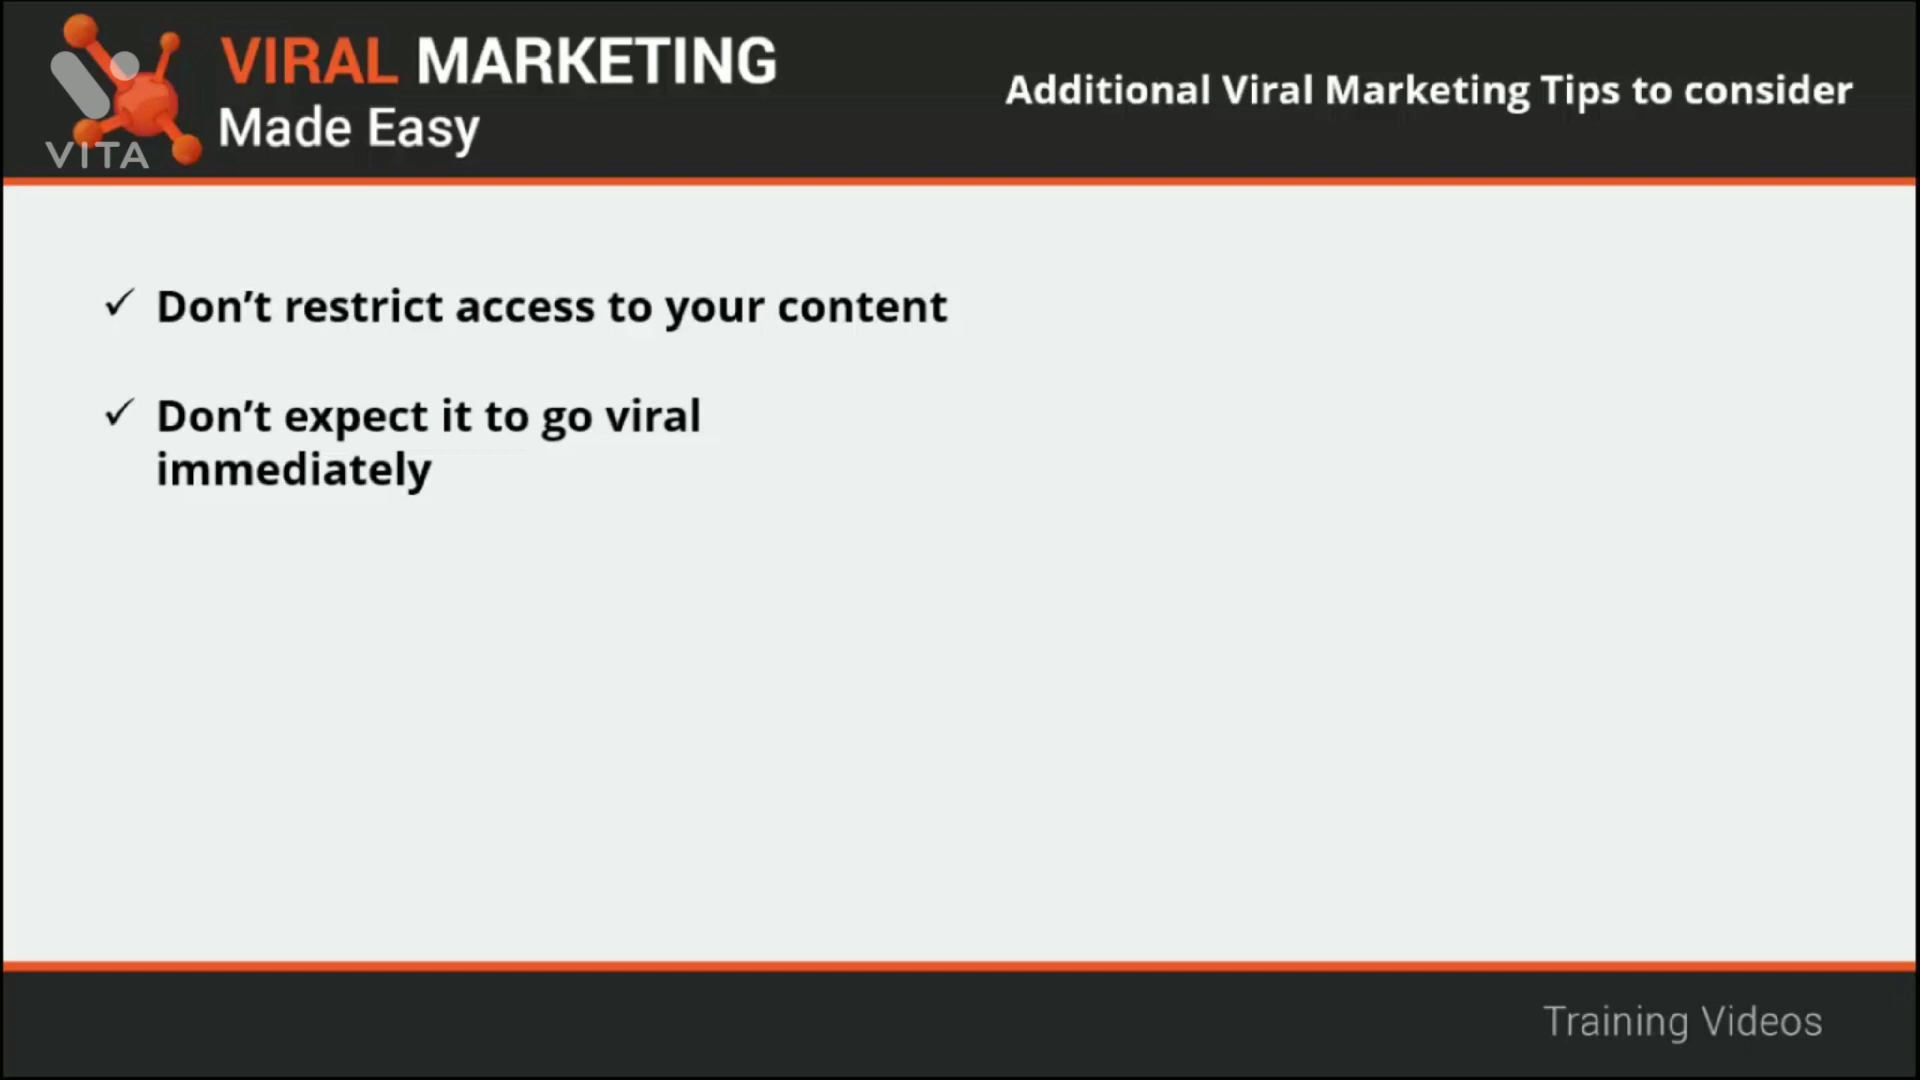 VIRAL MARKETING
Made Easy
VITA
Additional Viral Marketing Tips to consider
✓ Don’t restrict access to your content
✓ Don’t expect it to go viral
immediately
Training Videos